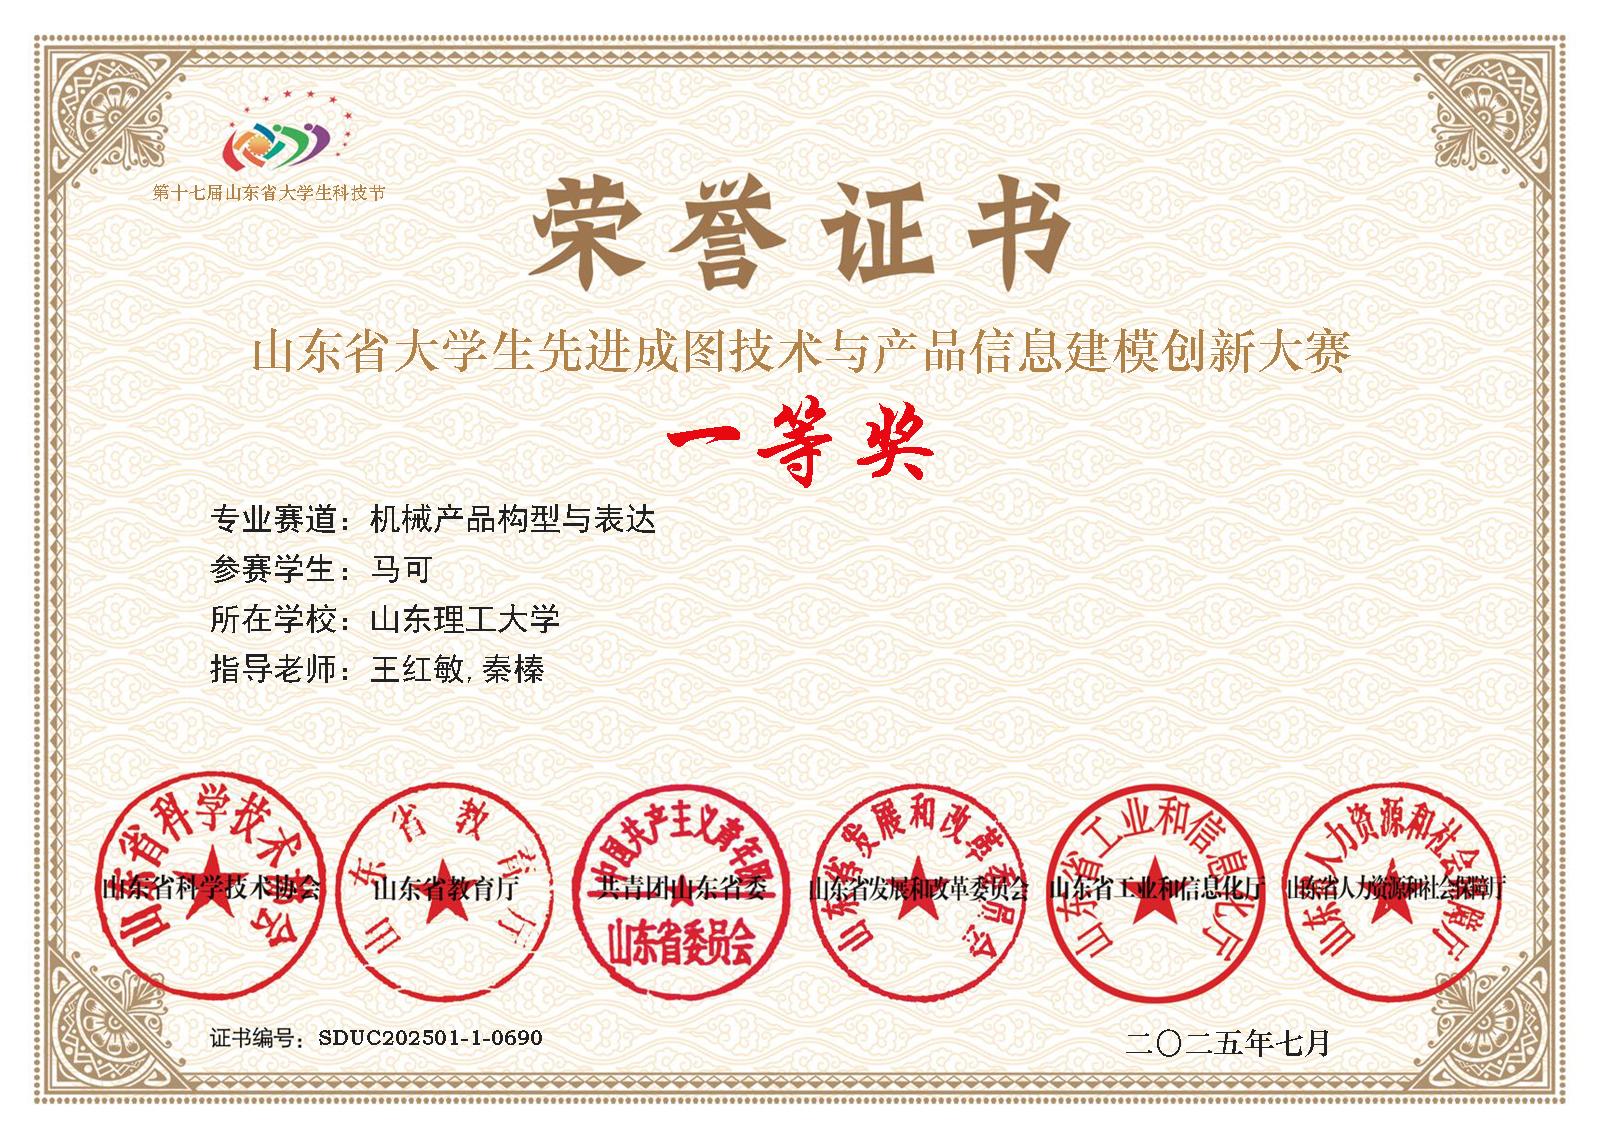 第十七届山东省大学生科技节
荣誉证书
山东省大学生先进成图技术与产品信息建模创新大赛
一等奖
专业赛道：机械产品构型与表达
参赛学生：马可
所在学校：山东理工大学
指导老师：王红敏,秦榛
山东省科学技术协会
山东省科学技术协会
山东省教育厅
山东省教育厅
中国共产主义青年团
共青团山东省委
山东省委员会
山东省发展和改革委员会
山东省发展和改革委员会
山东省工业和信息化厅
山东省工业和信息化厅
山东省人力资源和社会保障厅
山东省人力资源和社会保障厅
证书编号：SDUC202501-1-0690
二〇二五年七月